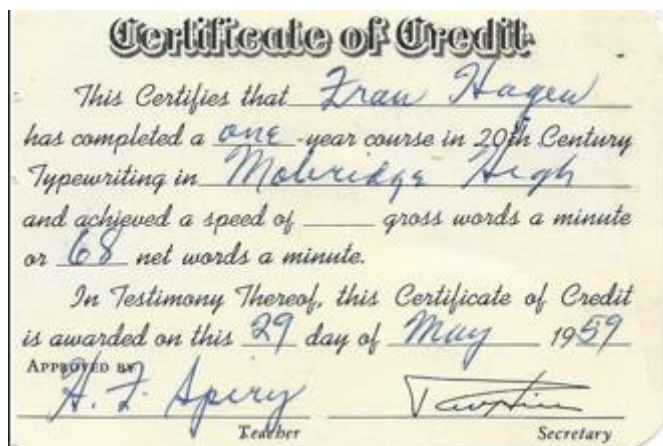 Certificate of Credit
This Certifies that Fran Hagen
has completed a one-year course in 20th Century
Typewriting in Mobridge High
and achieved a speed of ____ gross words a minute
or 68 net words a minute.
In Testimony Thereof, this Certificate of Credit
is awarded on this 29 day of May 1959
APPROVED BY
H. F. Spiry
Teacher Secretary